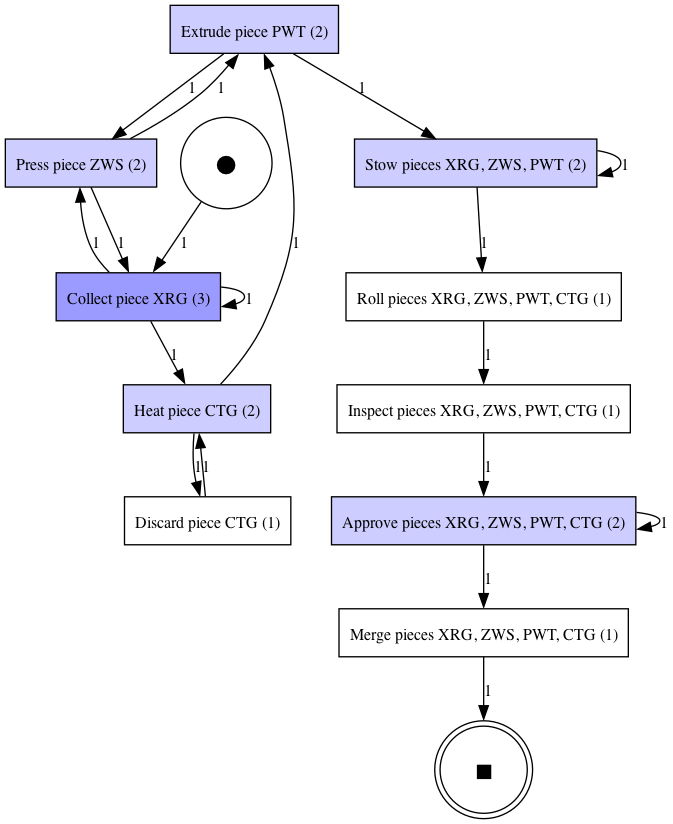 Extrude piece PWT (2)
1
1
1
Press piece ZWS (2)
Stow pieces XRG, ZWS, PWT (2)
1
1
1
1
1
1
Collect piece XRG (3)
1
Roll pieces XRG, ZWS, PWT, CTG (1)
1
1
Heat piece CTG (2)
Inspect pieces XRG, ZWS, PWT, CTG (1)
1
1
1
Discard piece CTG (1)
Approve pieces XRG, ZWS, PWT, CTG (2)
1
1
Merge pieces XRG, ZWS, PWT, CTG (1)
1